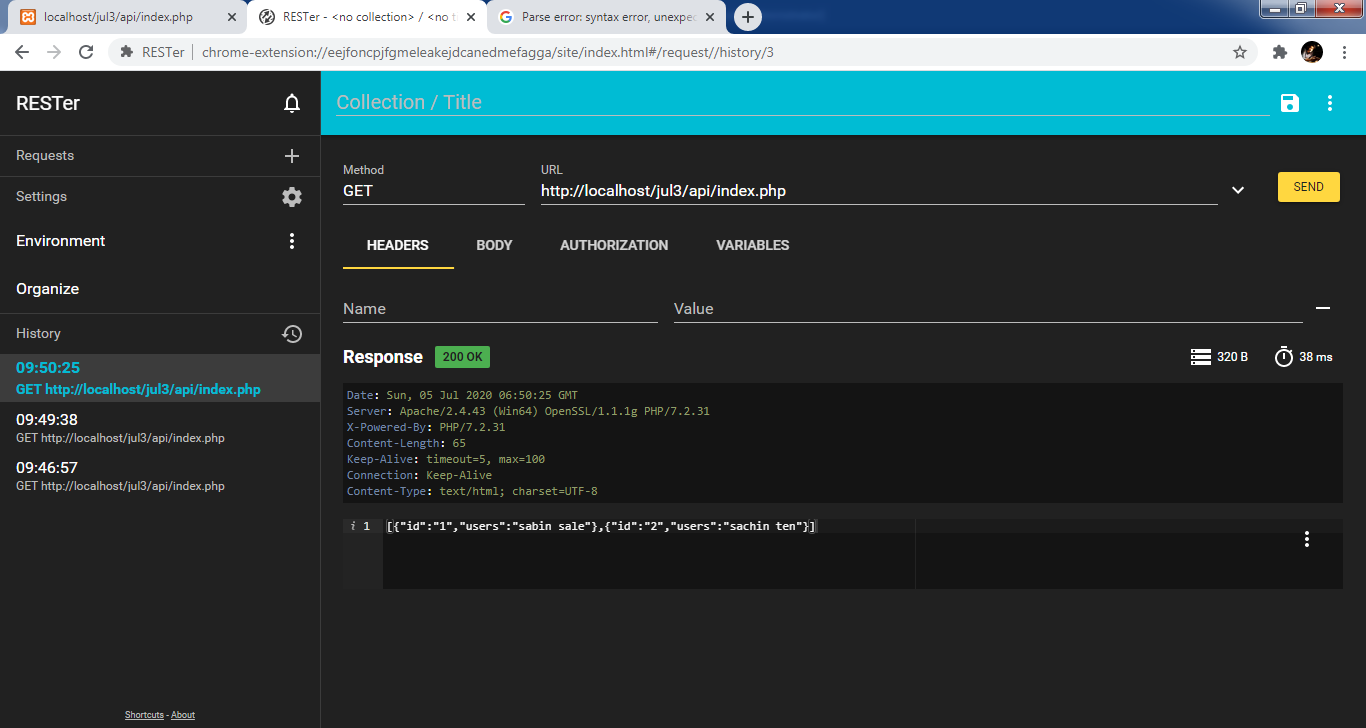 localhost/jul3/api/index.php
RESTer - <no collection> / <no t
Parse error: syntax error, unexpec
RESTer
chrome-extension://eejfoncpjfgmeleakejdcanedmefagga/site/index.html#/request//history/3
RESTer
Collection / Title
Requests
Settings
Environment
Organize
History
09:50:25
GET http://localhost/jul3/api/index.php
09:49:38
GET http://localhost/jul3/api/index.php
09:46:57
GET http://localhost/jul3/api/index.php
Shortcuts - About
Method
GET
URL
http://localhost/jul3/api/index.php
SEND
HEADERS BODY AUTHORIZATION VARIABLES
Name Value
Response 200 OK 320 B 38 ms
Date: Sun, 05 Jul 2020 06:50:25 GMT
Server: Apache/2.4.43 (Win64) OpenSSL/1.1.1g PHP/7.2.31
X-Powered-By: PHP/7.2.31
Content-Length: 65
Keep-Alive: timeout=5, max=100
Connection: Keep-Alive
Content-Type: text/html; charset=UTF-8
i 1 [{"id":"1","users":"sabin sale"},{"id":"2","users":"sachin ten"}]